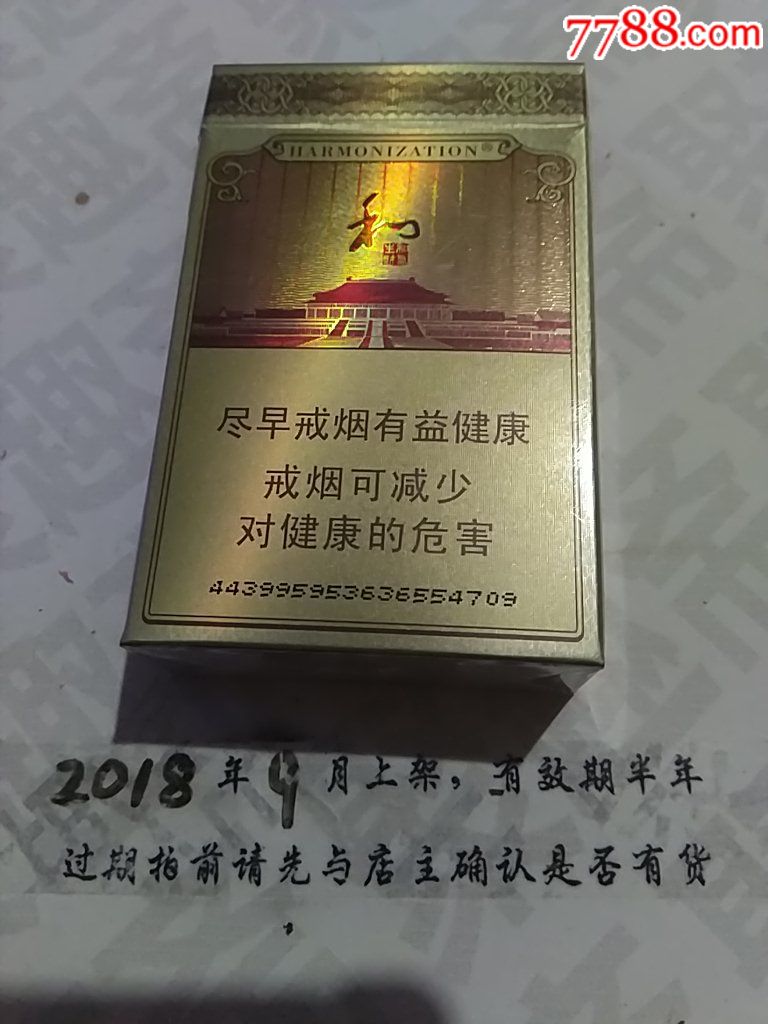 7788.com
HARMONIZATION®
和
尽早戒烟有益健康
戒烟可减少
对健康的危害
443995953636554709
2018年9月上架，有效期半年
过期拍前请先与店主确认是否有货